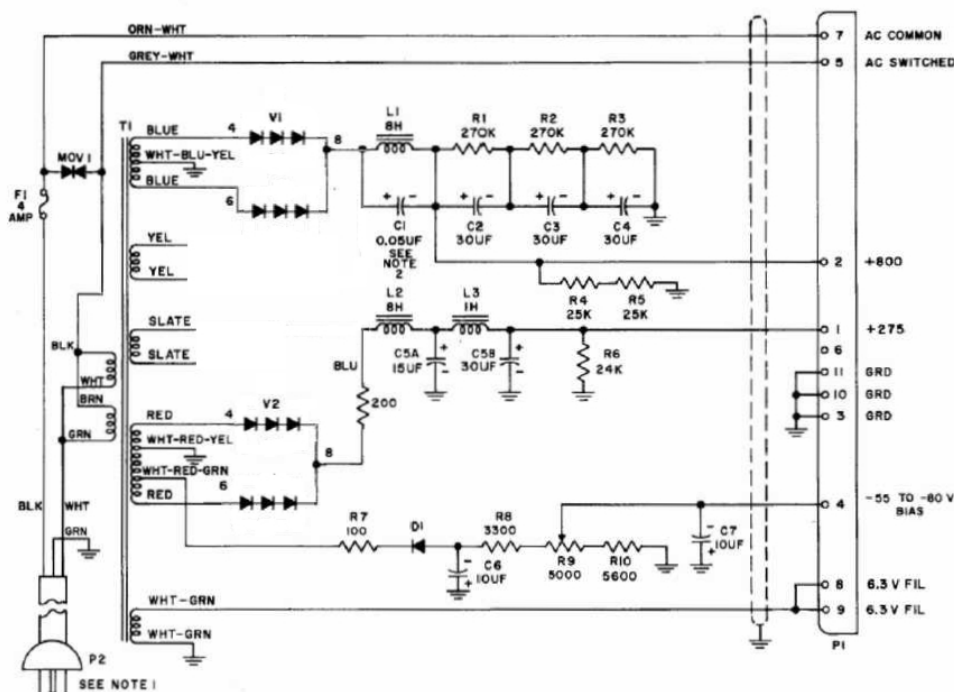 ORN-WHT
7 AC COMMON
GREY-WHT
5 AC SWITCHED
T1
BLUE
4
V1
8
L1
8H
R1
270K
R2
270K
R3
270K
WHT-BLU-YEL
MOV 1
BLUE
6
F1
4
AMP
+ -
C1
0.05UF
SEE
NOTE
2
+ -
C2
30UF
+ -
C3
30UF
+ -
C4
30UF
YEL
YEL
2 +800
R4
25K
R5
25K
L2
8H
L3
1H
SLATE
SLATE
1 +275
BLK
WHT
BLU
C5A
15UF
+
-
C5B
30UF
+
-
R6
24K
6
11 GRD
10 GRD
3 GRD
BRN
GRN
200
RED
4
V2
8
WHT-RED-YEL
WHT-RED-GRN
RED
6
BLK
WHT
GRN
4 -55 TO -80 V
BIAS
R7
100
D1
R8
3300
C6
10UF
-
+
R9
5000
R10
5600
C7
10UF
-
+
8 6.3 V FIL
9 6.3 V FIL
WHT-GRN
WHT-GRN
P2
P1
SEE NOTE 1